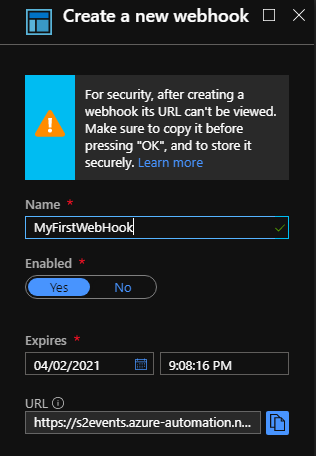 Create a new webhook
For security, after creating a
webhook its URL can't be viewed.
Make sure to copy it before
pressing "OK", and to store it
securely. Learn more
Name *
MyFirstWebHook
Enabled *
Yes No
Expires *
04/02/2021 9:08:16 PM
URL
https://s2events.azure-automation.n...